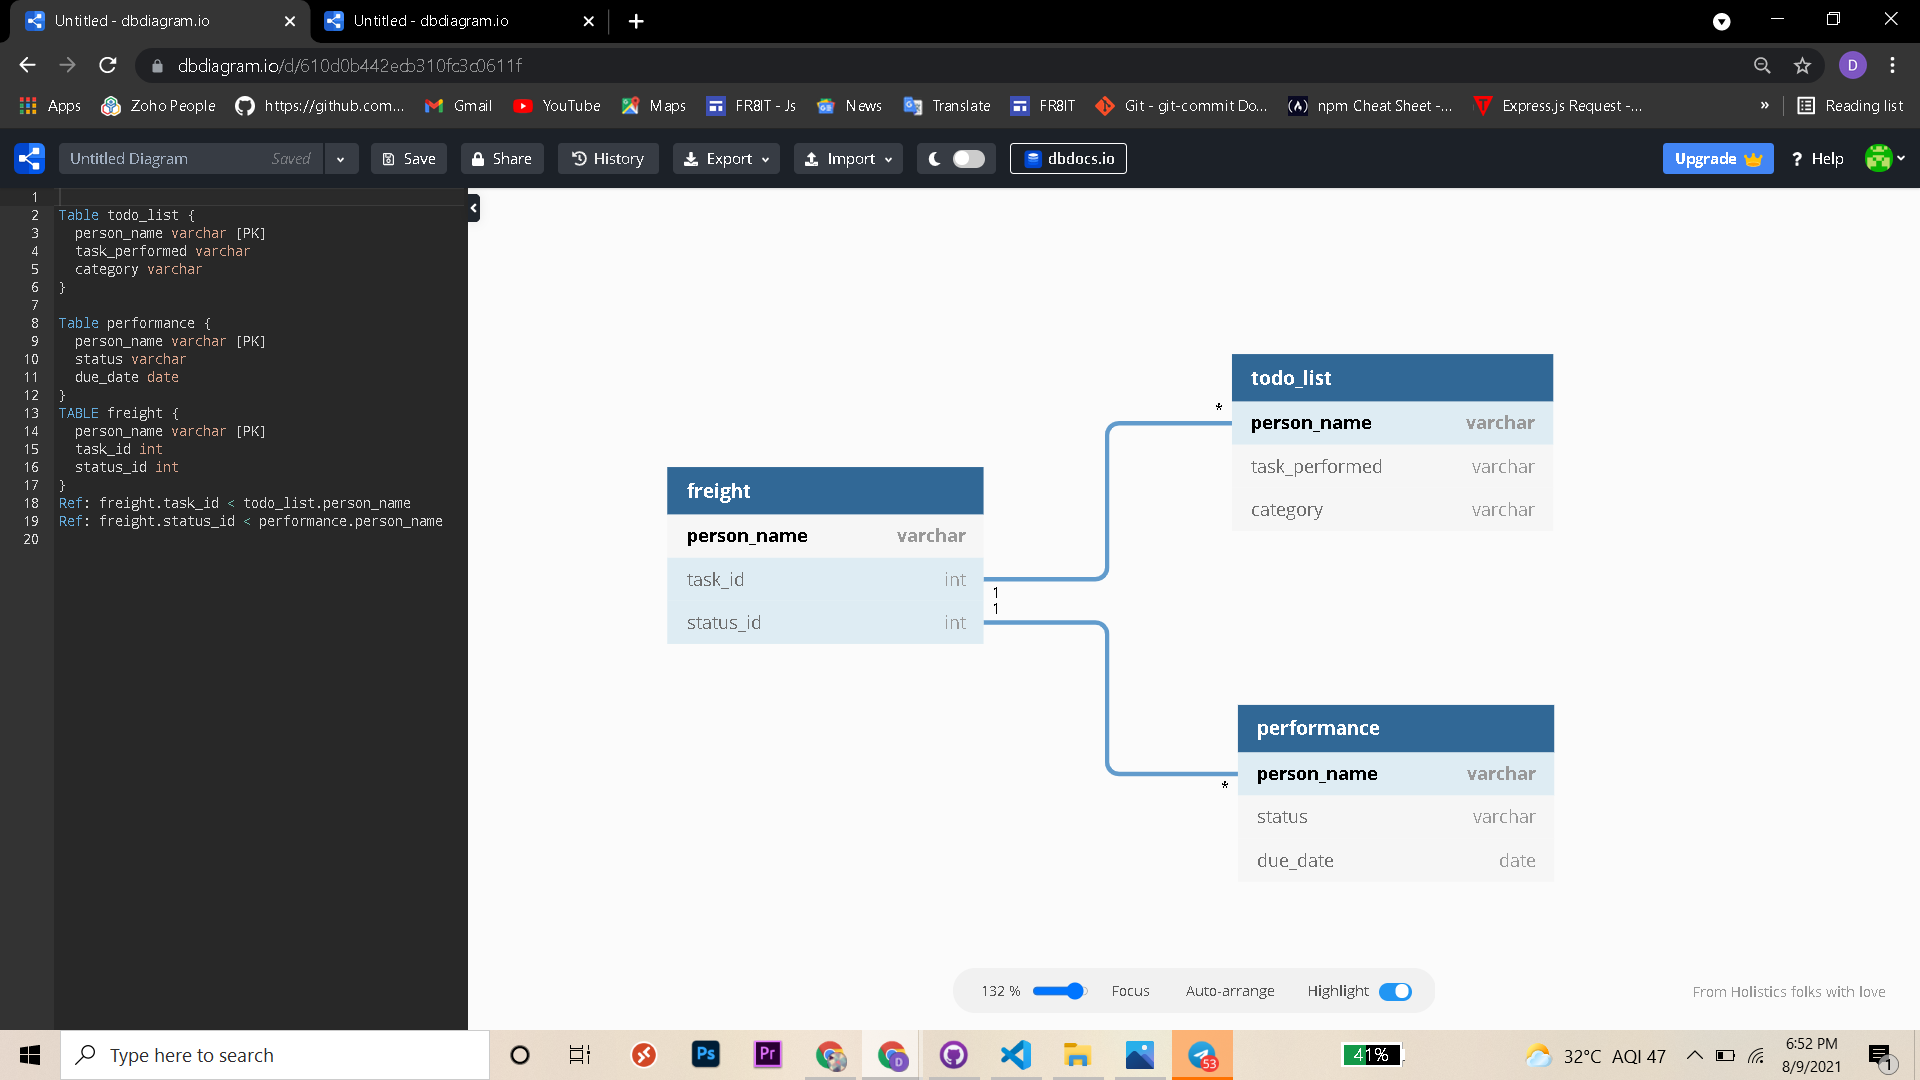 Untitled - dbdiagram.io
Untitled - dbdiagram.io
dbdiagram.io/d/610d0b442ecb310fc3c0611f
D
Apps
Zoho People
https://github.com...
Gmail
YouTube
Maps
FR8IT - Js
News
Translate
FR8IT
Git - git-commit Do...
npm Cheat Sheet -...
Express.js Request -...
»
Reading list
Untitled Diagram
Saved
Save
Share
History
Export
Import
dbdocs.io
Upgrade
? Help
1
2 Table todo_list {
3 person_name varchar [PK]
4 task_performed varchar
5 category varchar
6 }
7
8 Table performance {
9 person_name varchar [PK]
10 status varchar
11 due_date date
12 }
13 TABLE freight {
14 person_name varchar [PK]
15 task_id int
16 status_id int
17 }
18 Ref: freight.task_id < todo_list.person_name
19 Ref: freight.status_id < performance.person_name
20
todo_list
*
person_name varchar
task_performed varchar
category varchar
freight
person_name varchar
task_id int
status_id int
1
1
performance
person_name varchar
*
status varchar
due_date date
132 %
Focus
Auto-arrange
Highlight
From Holistics folks with love
Type here to search
Ps
Pr
D
53
41%
32°C AQI 47
6:52 PM
8/9/2021
1